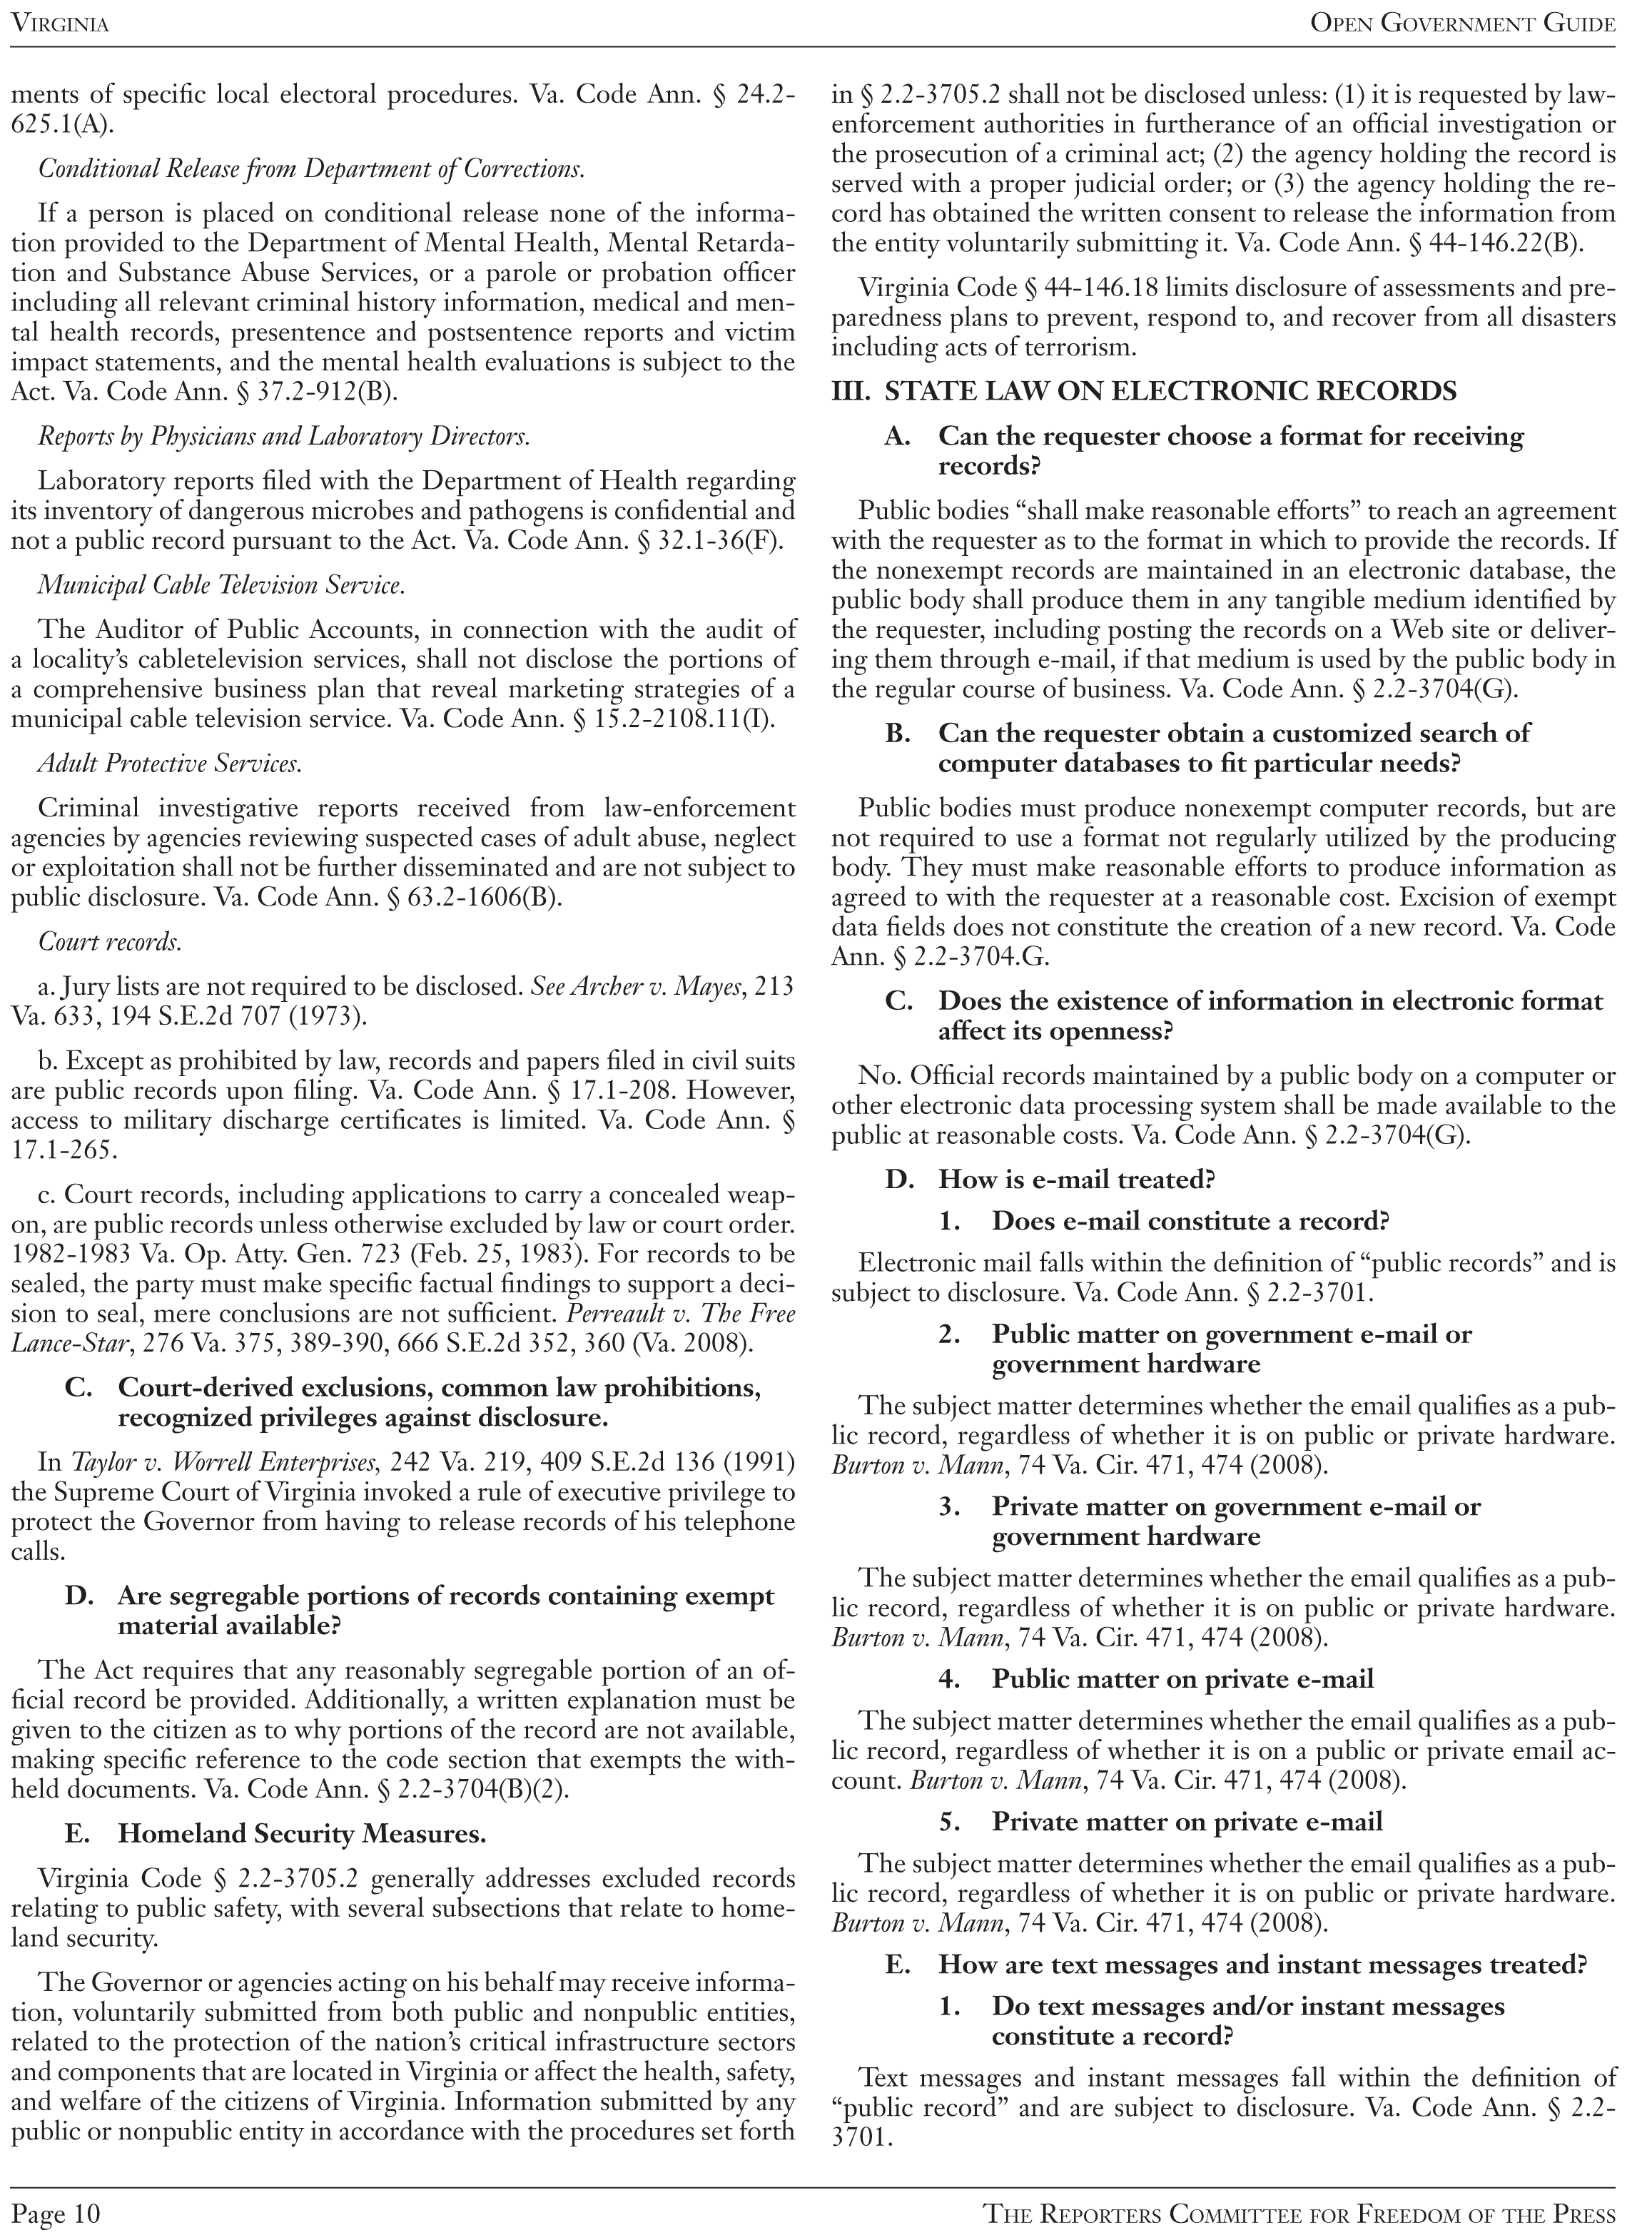 VIRGINIA
OPEN GOVERNMENT GUIDE
ments of specific local electoral procedures. Va. Code Ann. § 24.2-
625.1(A).
Conditional Release from Department of Corrections.
If a person is placed on conditional release none of the informa-
tion provided to the Department of Mental Health, Mental Retarda-
tion and Substance Abuse Services, or a parole or probation officer
including all relevant criminal history information, medical and men-
tal health records, presentence and postsentence reports and victim
impact statements, and the mental health evaluations is subject to the
Act. Va. Code Ann. § 37.2-912(B).
Reports by Physicians and Laboratory Directors.
Laboratory reports filed with the Department of Health regarding
its inventory of dangerous microbes and pathogens is confidential and
not a public record pursuant to the Act. Va. Code Ann. § 32.1-36(F).
Municipal Cable Television Service.
The Auditor of Public Accounts, in connection with the audit of
a locality’s cabletelevision services, shall not disclose the portions of
a comprehensive business plan that reveal marketing strategies of a
municipal cable television service. Va. Code Ann. § 15.2-2108.11(I).
Adult Protective Services.
Criminal investigative reports received from law-enforcement
agencies by agencies reviewing suspected cases of adult abuse, neglect
or exploitation shall not be further disseminated and are not subject to
public disclosure. Va. Code Ann. § 63.2-1606(B).
Court records.
a. Jury lists are not required to be disclosed. See Archer v. Mayes, 213
Va. 633, 194 S.E.2d 707 (1973).
b. Except as prohibited by law, records and papers filed in civil suits
are public records upon filing. Va. Code Ann. § 17.1-208. However,
access to military discharge certificates is limited. Va. Code Ann. §
17.1-265.
c. Court records, including applications to carry a concealed weap-
on, are public records unless otherwise excluded by law or court order.
1982-1983 Va. Op. Atty. Gen. 723 (Feb. 25, 1983). For records to be
sealed, the party must make specific factual findings to support a deci-
sion to seal, mere conclusions are not sufficient. Perreault v. The Free
Lance-Star, 276 Va. 375, 389-390, 666 S.E.2d 352, 360 (Va. 2008).
C. Court-derived exclusions, common law prohibitions,
recognized privileges against disclosure.
In Taylor v. Worrell Enterprises, 242 Va. 219, 409 S.E.2d 136 (1991)
the Supreme Court of Virginia invoked a rule of executive privilege to
protect the Governor from having to release records of his telephone
calls.
D. Are segregable portions of records containing exempt
material available?
The Act requires that any reasonably segregable portion of an of-
ficial record be provided. Additionally, a written explanation must be
given to the citizen as to why portions of the record are not available,
making specific reference to the code section that exempts the with-
held documents. Va. Code Ann. § 2.2-3704(B)(2).
E. Homeland Security Measures.
Virginia Code § 2.2-3705.2 generally addresses excluded records
relating to public safety, with several subsections that relate to home-
land security.
The Governor or agencies acting on his behalf may receive informa-
tion, voluntarily submitted from both public and nonpublic entities,
related to the protection of the nation’s critical infrastructure sectors
and components that are located in Virginia or affect the health, safety,
and welfare of the citizens of Virginia. Information submitted by any
public or nonpublic entity in accordance with the procedures set forth
in § 2.2-3705.2 shall not be disclosed unless: (1) it is requested by law-
enforcement authorities in furtherance of an official investigation or
the prosecution of a criminal act; (2) the agency holding the record is
served with a proper judicial order; or (3) the agency holding the re-
cord has obtained the written consent to release the information from
the entity voluntarily submitting it. Va. Code Ann. § 44-146.22(B).
Virginia Code § 44-146.18 limits disclosure of assessments and pre-
paredness plans to prevent, respond to, and recover from all disasters
including acts of terrorism.
III. STATE LAW ON ELECTRONIC RECORDS
A. Can the requester choose a format for receiving
records?
Public bodies “shall make reasonable efforts” to reach an agreement
with the requester as to the format in which to provide the records. If
the nonexempt records are maintained in an electronic database, the
public body shall produce them in any tangible medium identified by
the requester, including posting the records on a Web site or deliver-
ing them through e-mail, if that medium is used by the public body in
the regular course of business. Va. Code Ann. § 2.2-3704(G).
B. Can the requester obtain a customized search of
computer databases to fit particular needs?
Public bodies must produce nonexempt computer records, but are
not required to use a format not regularly utilized by the producing
body. They must make reasonable efforts to produce information as
agreed to with the requester at a reasonable cost. Excision of exempt
data fields does not constitute the creation of a new record. Va. Code
Ann. § 2.2-3704.G.
C. Does the existence of information in electronic format
affect its openness?
No. Official records maintained by a public body on a computer or
other electronic data processing system shall be made available to the
public at reasonable costs. Va. Code Ann. § 2.2-3704(G).
D. How is e-mail treated?
1. Does e-mail constitute a record?
Electronic mail falls within the definition of “public records” and is
subject to disclosure. Va. Code Ann. § 2.2-3701.
2. Public matter on government e-mail or
government hardware
The subject matter determines whether the email qualifies as a pub-
lic record, regardless of whether it is on public or private hardware.
Burton v. Mann, 74 Va. Cir. 471, 474 (2008).
3. Private matter on government e-mail or
government hardware
The subject matter determines whether the email qualifies as a pub-
lic record, regardless of whether it is on public or private hardware.
Burton v. Mann, 74 Va. Cir. 471, 474 (2008).
4. Public matter on private e-mail
The subject matter determines whether the email qualifies as a pub-
lic record, regardless of whether it is on a public or private email ac-
count. Burton v. Mann, 74 Va. Cir. 471, 474 (2008).
5. Private matter on private e-mail
The subject matter determines whether the email qualifies as a pub-
lic record, regardless of whether it is on public or private hardware.
Burton v. Mann, 74 Va. Cir. 471, 474 (2008).
E. How are text messages and instant messages treated?
1. Do text messages and/or instant messages
constitute a record?
Text messages and instant messages fall within the definition of
“public record” and are subject to disclosure. Va. Code Ann. § 2.2-
3701.
Page 10
THE REPORTERS COMMITTEE FOR FREEDOM OF THE PRESS